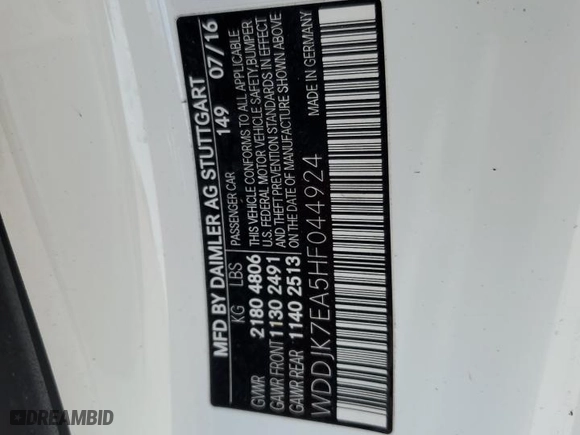 MFD BY DAIMLER AG STUTTGART
149 07/16
KG LBS PASSENGER CAR
GVWR 2180 4806
GAWR FRONT 1130 2491
GAWR REAR 1140 2513
THIS VEHICLE CONFORMS TO ALL APPLICABLE
U.S. FEDERAL MOTOR VEHICLE SAFETY, BUMPER
AND THEFT PREVENTION STANDARDS IN EFFECT
ON THE DATE OF MANUFACTURE SHOWN ABOVE
WDDJK7EA5HF044924 MADE IN GERMANY
DREAMBID